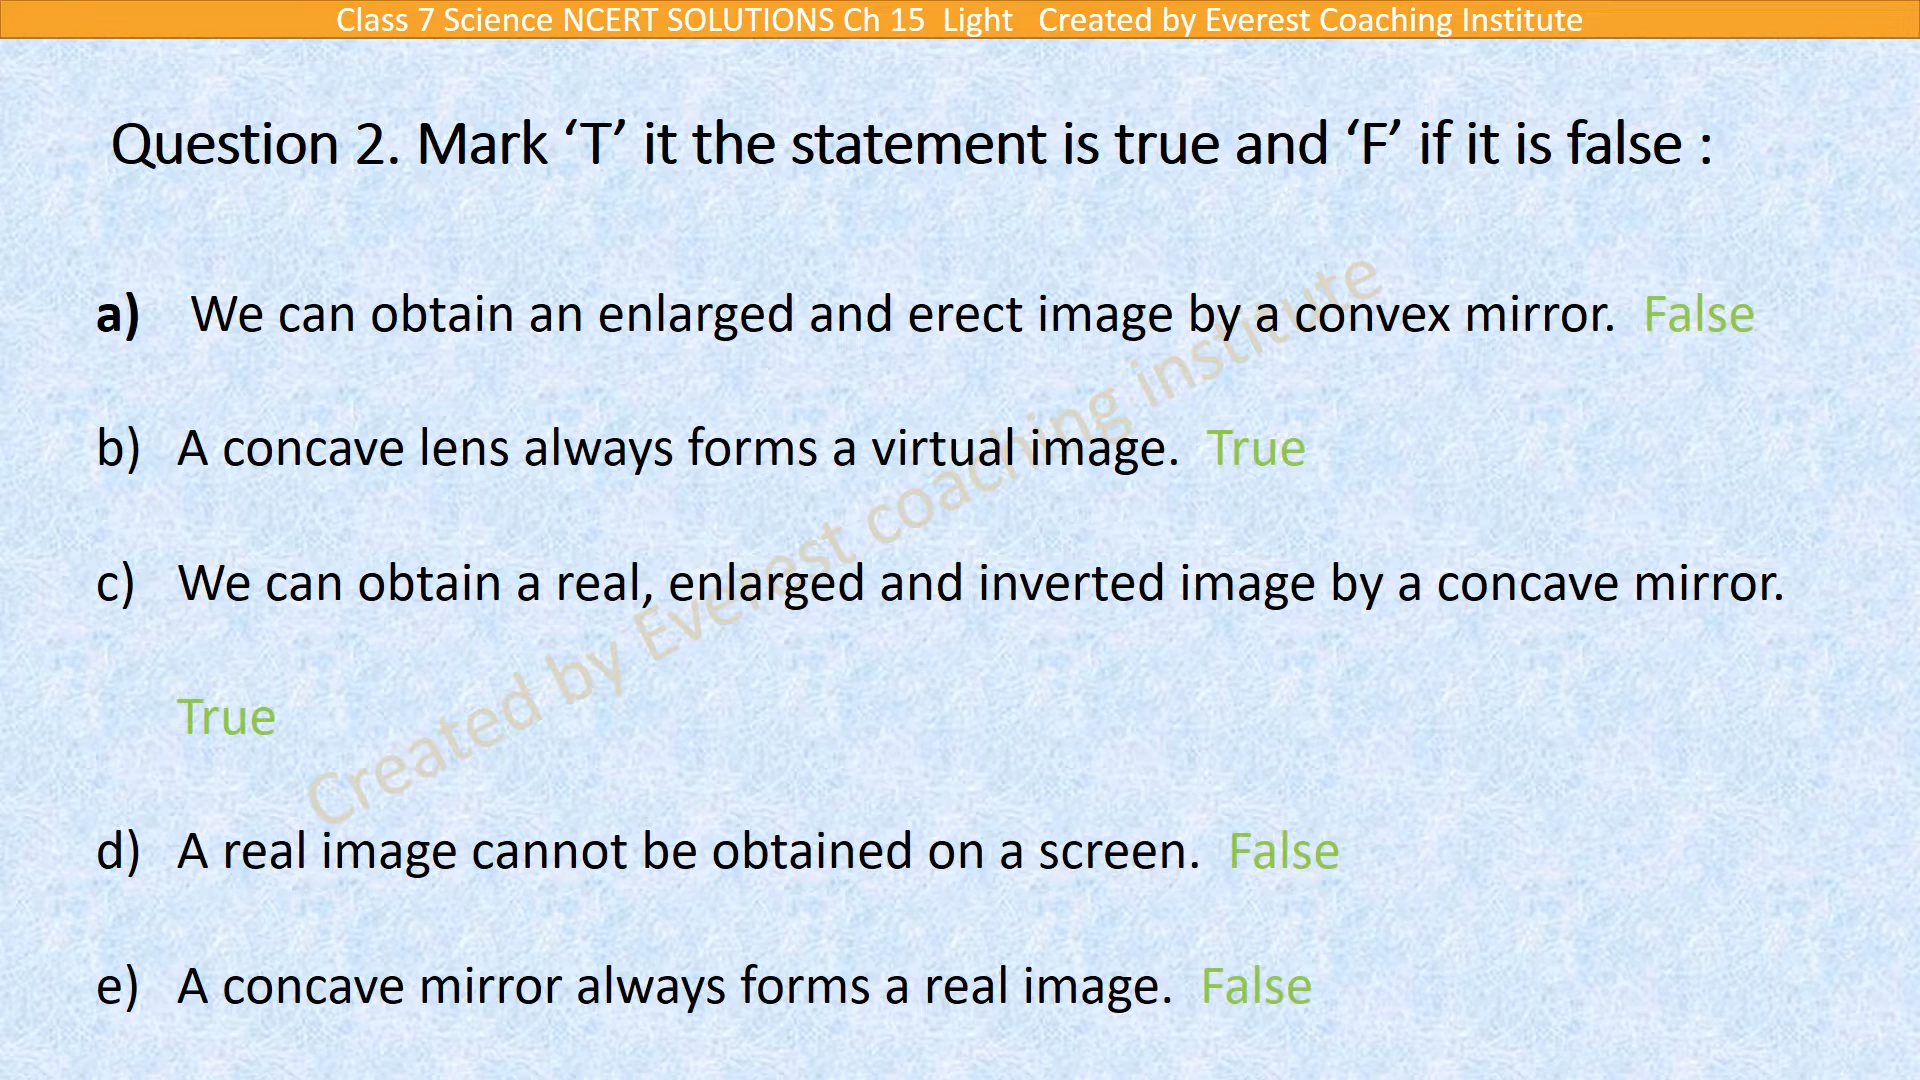 Class 7 Science NCERT SOLUTIONS Ch 15 Light Created by Everest Coaching Institute
Question 2. Mark ‘T’ it the statement is true and ‘F’ if it is false :
a) We can obtain an enlarged and erect image by a convex mirror. False
b) A concave lens always forms a virtual image. True
c) We can obtain a real, enlarged and inverted image by a concave mirror.
True
d) A real image cannot be obtained on a screen. False
e) A concave mirror always forms a real image. False
Created by Everest coaching institute